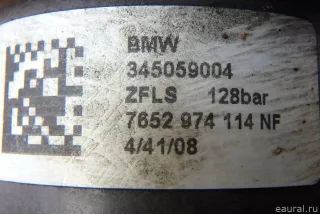 BMW
345059004
ZFLS 128bar
7652 974 114 NF
4/41/08
eaural.ru